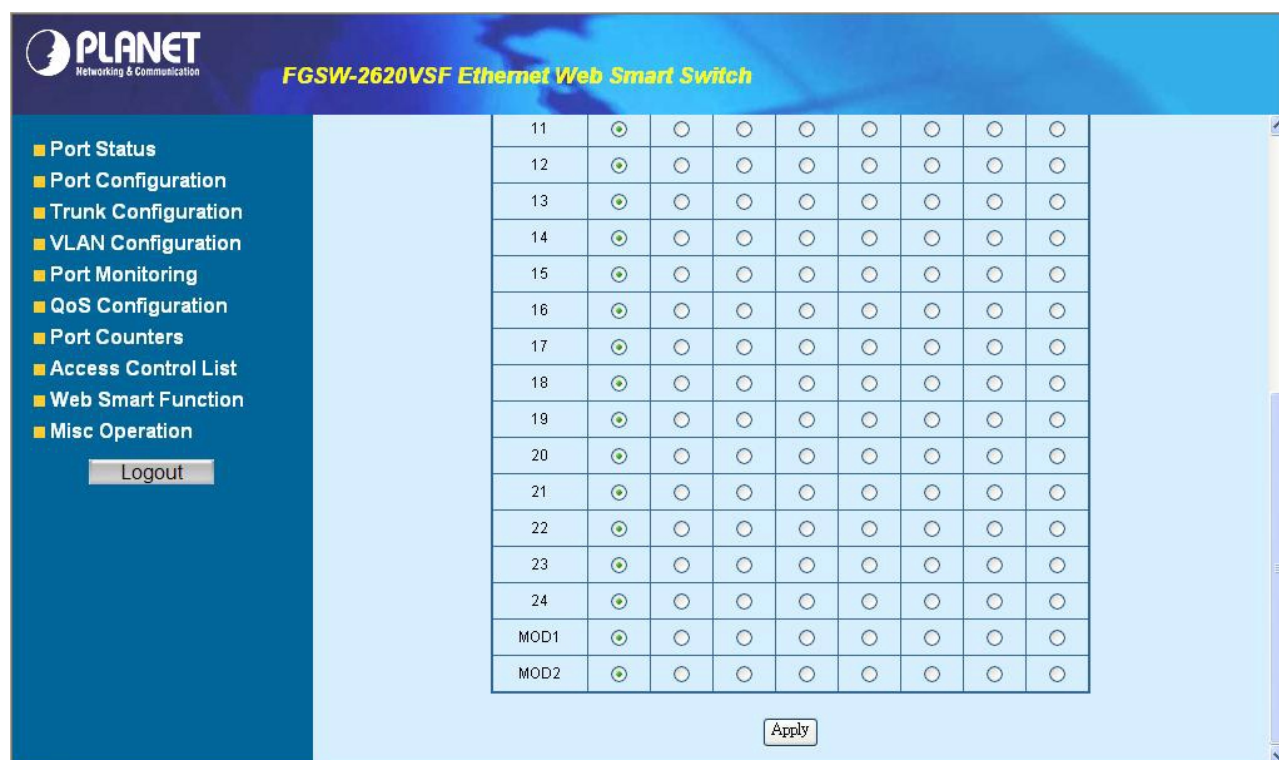 PLANET
Networking & Communication
FGSW-2620VSF Ethernet Web Smart Switch
Port Status
Port Configuration
Trunk Configuration
VLAN Configuration
Port Monitoring
QoS Configuration
Port Counters
Access Control List
Web Smart Function
Misc Operation
Logout
11
12
13
14
15
16
17
18
19
20
21
22
23
24
MOD1
MOD2
Apply